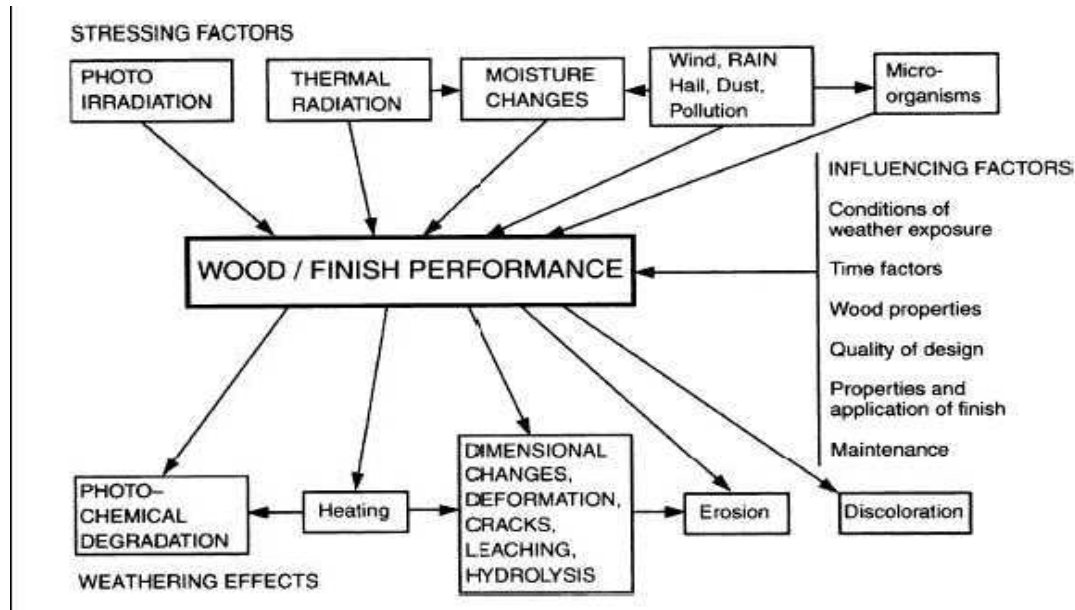 STRESSING FACTORS
PHOTO
IRRADIATION
THERMAL
RADIATION
MOISTURE
CHANGES
Wind, RAIN
Hail, Dust,
Pollution
Micro-
organisms
INFLUENCING FACTORS
Conditions of
weather exposure
Time factors
Wood properties
Quality of design
Properties and
application of finish
Maintenance
WOOD / FINISH PERFORMANCE
PHOTO–
CHEMICAL
DEGRADATION
Heating
DIMENSIONAL
CHANGES,
DEFORMATION,
CRACKS,
LEACHING,
HYDROLYSIS
Erosion
Discoloration
WEATHERING EFFECTS